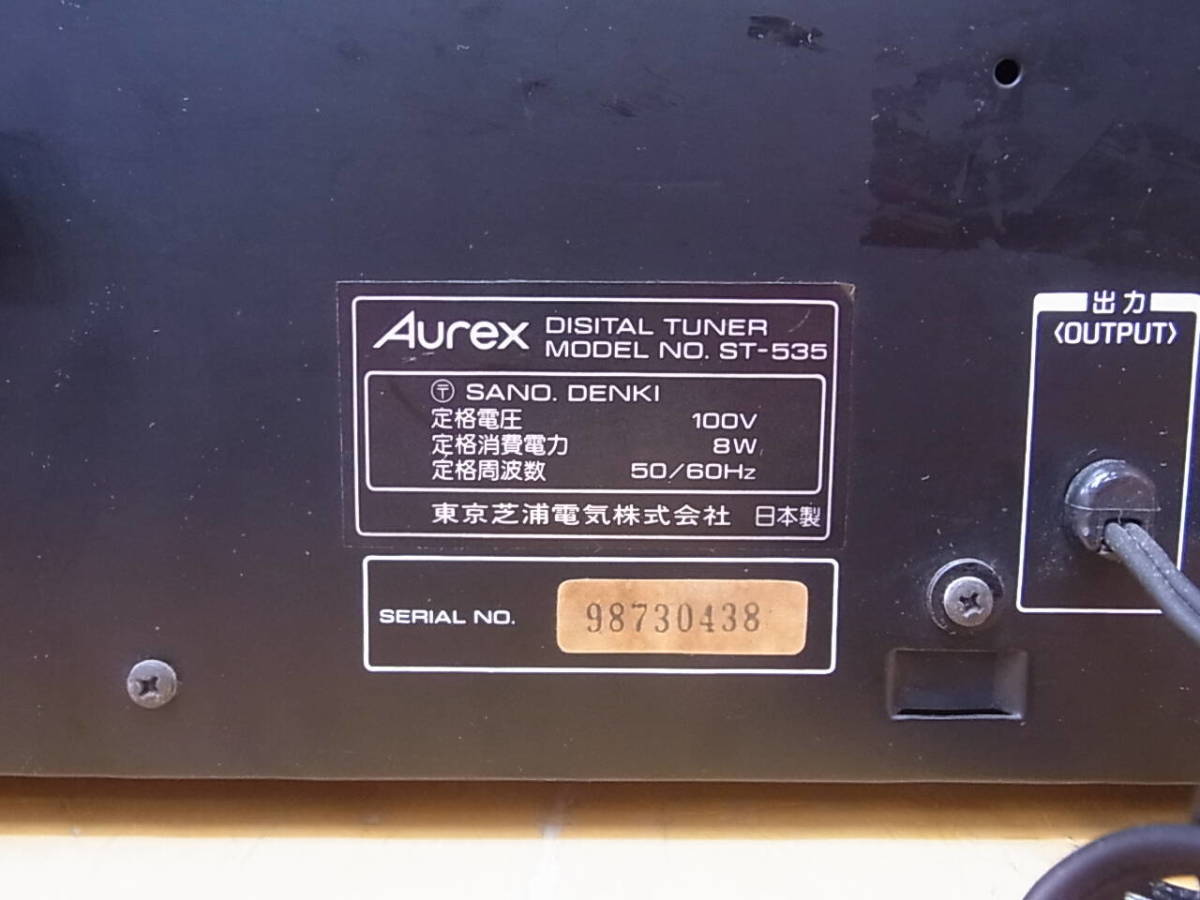 Aurex DISITAL TUNER
MODEL NO. ST-535
〶 SANO. DENKI
定格電圧 100V
定格消費電力 8W
定格周波数 50/60Hz
東京芝浦電気株式会社 日本製
SERIAL NO. 98730438
出力
〈OUTPUT〉